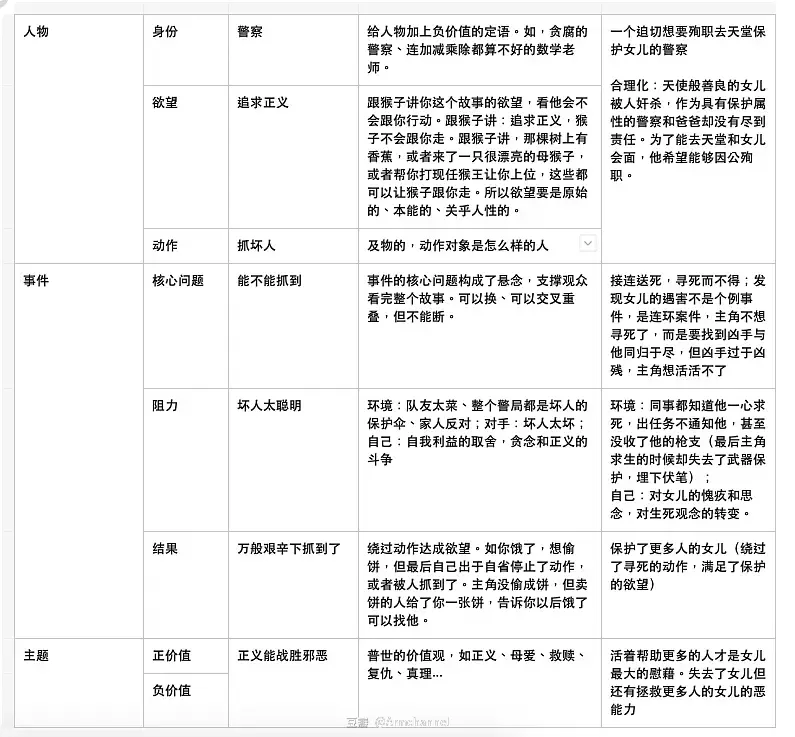 人物
身份
警察
给人物加上负价值的定语。如，贪腐的
警察、连加减乘除都算不好的数学老
师。
一个迫切想要殉职去天堂保
护女儿的警察
合理化：天使般善良的女儿
被人奸杀，作为具有保护属
性的警察和爸爸却没有尽到
责任。为了能去天堂和女儿
会面，他希望能够因公殉
职。
欲望
追求正义
跟猴子讲你这个故事的欲望，看他会不
会跟你行动。跟猴子讲：追求正义，猴
子不会跟你走。跟猴子讲，那棵树上有
香蕉，或者来了一只很漂亮的母猴子，
或者帮你打现任猴王让你上位，这些都
可以让猴子跟你走。所以欲望要是原始
的、本能的、关乎人性的。
动作
抓坏人
及物的，动作对象是怎么样的人
事件
核心问题
能不能抓到
事件的核心问题构成了悬念，支撑观众
看完整个故事。可以换、可以交叉重
叠，但不能断。
接连送死，寻死而不得；发
现女儿的遇害不是个例事
件，是连环案件，主角不想
寻死了，而是要找到凶手与
他同归于尽，但凶手过于凶
残，主角想活活不了
阻力
坏人太聪明
环境：队友太菜、整个警局都是坏人的
保护伞、家人反对；对手：坏人太坏；
自己：自我利益的取舍，贪念和正义的
斗争
环境：同事都知道他一心求
死，出任务不通知他，甚至
没收了他的枪支（最后主角
求生的时候却失去了武器保
护，埋下伏笔）；
自己：对女儿的愧疚和思
念，对生死观念的转变。
结果
万般艰辛下抓到了
绕过动作达成欲望。如你饿了，想偷
饼，但最后自己出于自省停止了动作，
或者被人抓到了。主角没偷成饼，但卖
饼的人给了你一张饼，告诉你以后饿了
可以找他。
保护了更多人的女儿（绕过
了寻死的动作，满足了保护
的欲望）
主题
正价值
负价值
正义能战胜邪恶
普世的价值观，如正义、母爱、救赎、
复仇、真理...
活着帮助更多的人才是女儿
最大的慰藉。失去了女儿但
还有拯救更多人的女儿的恶
能力
豆瓣